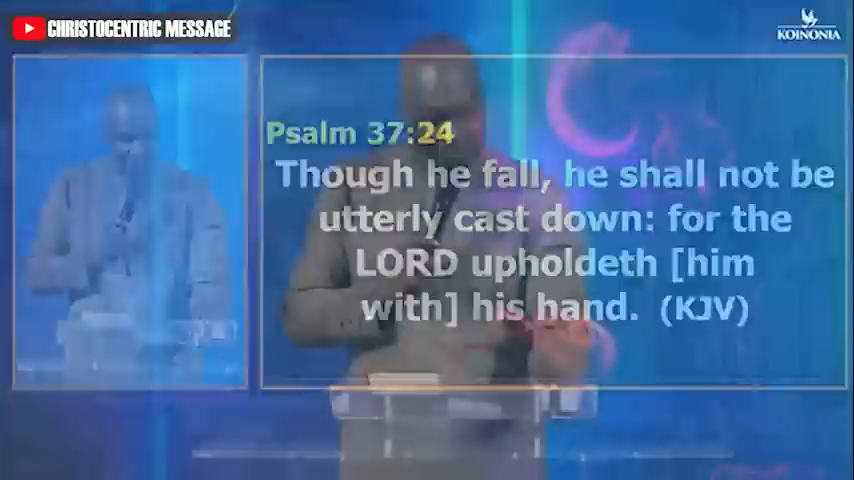 CHRISTOCENTRIC MESSAGE
KOINONIA
Psalm 37:24
Though he fall, he shall not be
utterly cast down: for the
LORD upholdeth [him
with] his hand. (KJV)